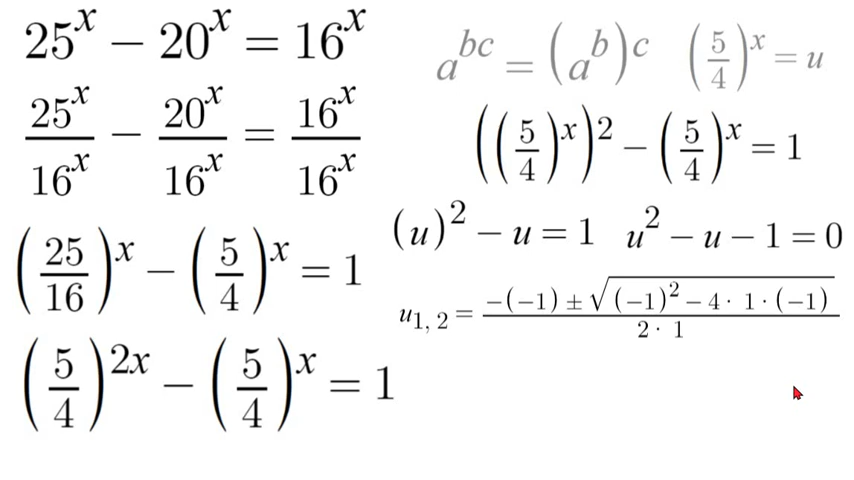 25^x − 20^x = 16^x
25^x/16^x − 20^x/16^x = 16^x/16^x
(25/16)^x − (5/4)^x = 1
(5/4)^{2x} − (5/4)^x = 1
a^{bc} = (a^b)^c (5/4)^x = u
((5/4)^x)^2 − (5/4)^x = 1
(u)^2 − u = 1 u^2 − u − 1 = 0
u_{1, 2} = (−(−1) ± √((−1)^2 − 4 · 1 · (−1)))/(2 · 1)